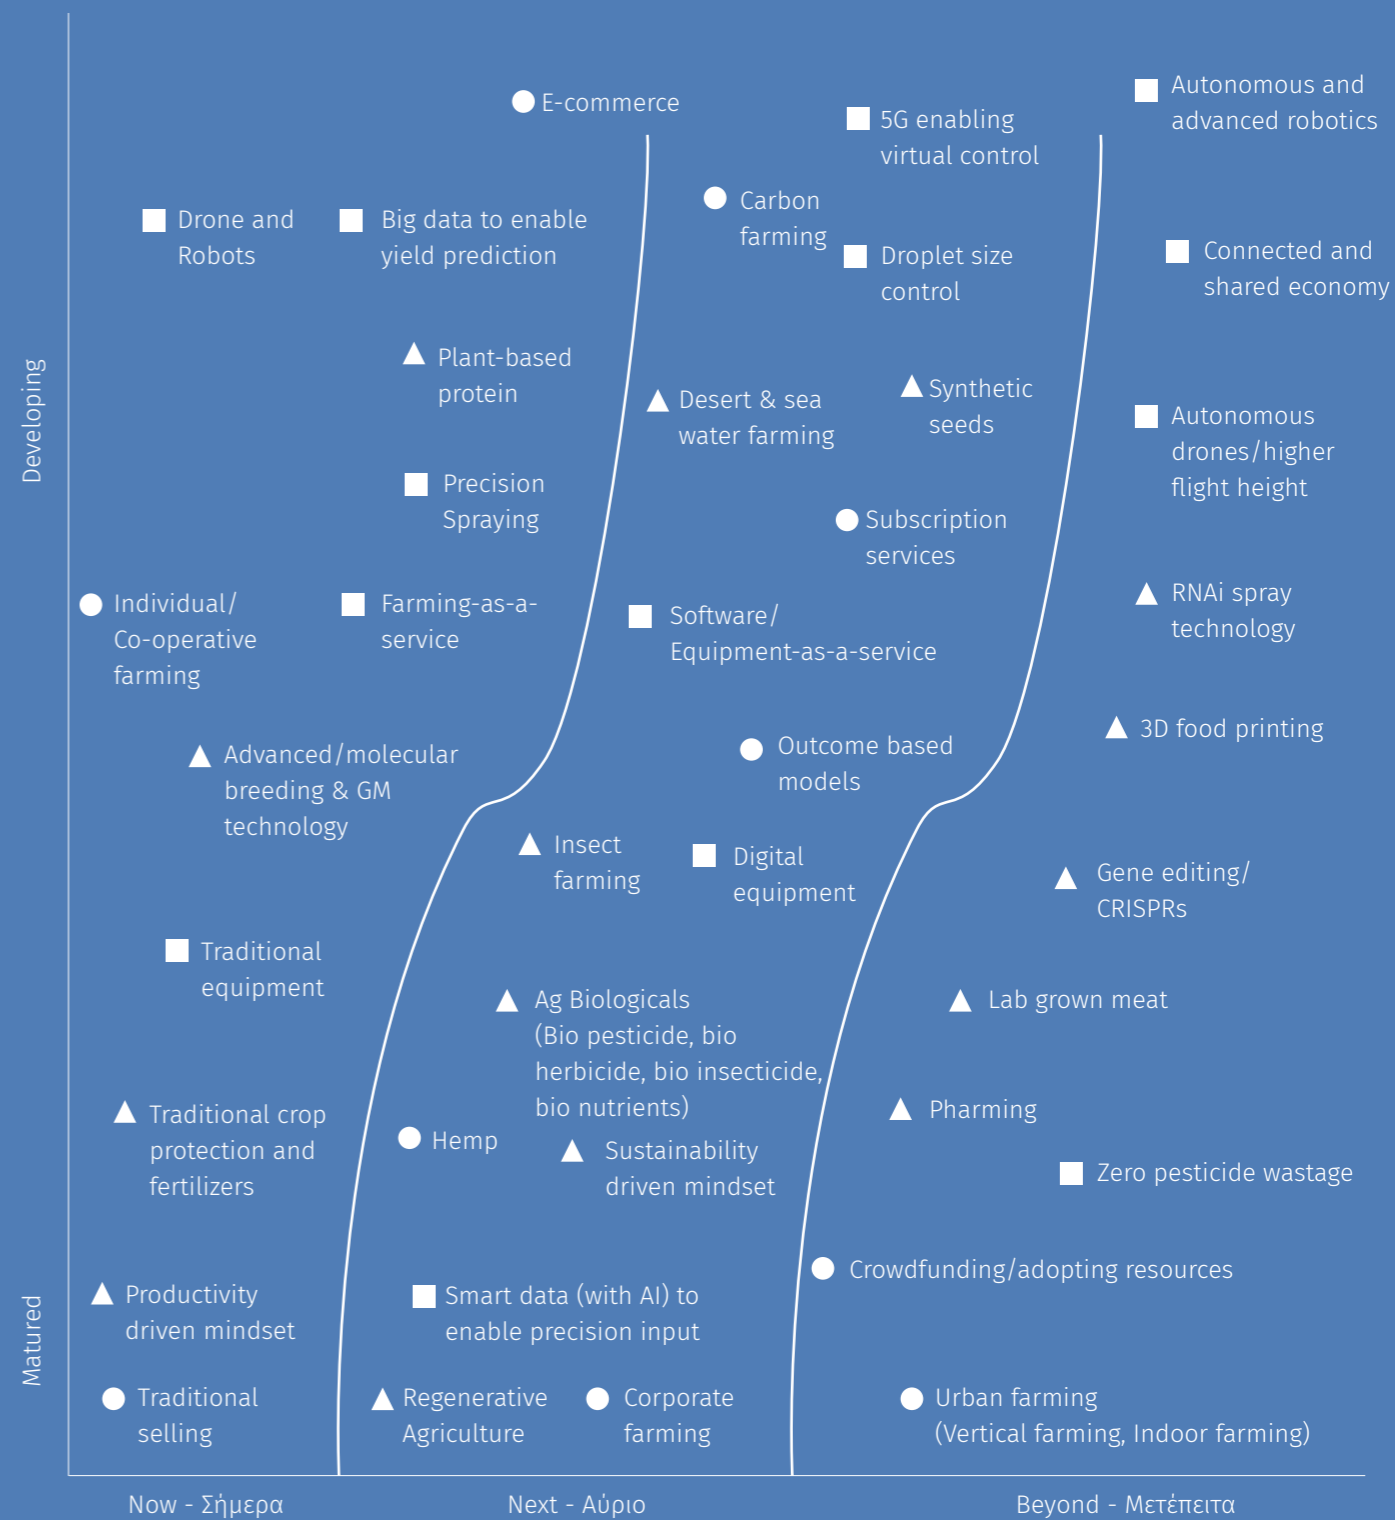 E-commerce
Autonomous and
advanced robotics
5G enabling
virtual control
Carbon
farming
Drone and
Robots
Big data to enable
yield prediction
Droplet size
control
Connected and
shared economy
Plant-based
protein
Desert & sea
water farming
Synthetic
seeds
Autonomous
drones/higher
flight height
Developing
Precision
Spraying
Subscription
services
Individual/
Co-operative
farming
Farming-as-a-
service
Software/
Equipment-as-a-service
RNAi spray
technology
Advanced/molecular
breeding & GM
technology
Outcome based
models
3D food printing
Insect
farming
Digital
equipment
Gene editing/
CRISPRs
Traditional
equipment
Ag Biologicals
(Bio pesticide, bio
herbicide, bio insecticide,
bio nutrients)
Lab grown meat
Traditional crop
protection and
fertilizers
Hemp
Sustainability
driven mindset
Pharming
Zero pesticide wastage
Crowdfunding/adopting resources
Matured
Productivity
driven mindset
Smart data (with AI) to
enable precision input
Traditional
selling
Regenerative
Agriculture
Corporate
farming
Urban farming
(Vertical farming, Indoor farming)
Now - Σήμερα
Next - Αύριο
Beyond - Μετέπειτα